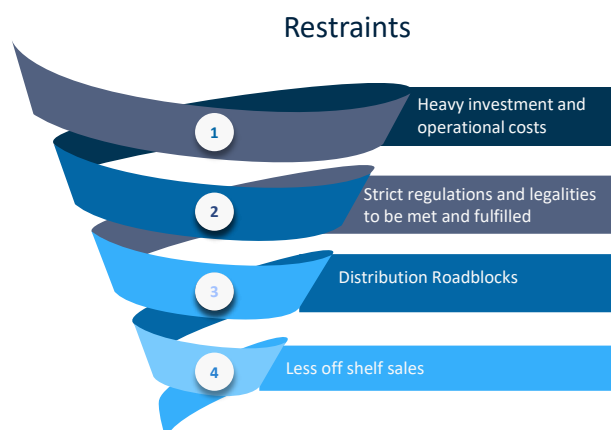 Restraints
1
Heavy investment and
operational costs
2
Strict regulations and legalities
to be met and fulfilled
3
Distribution Roadblocks
4
Less off shelf sales